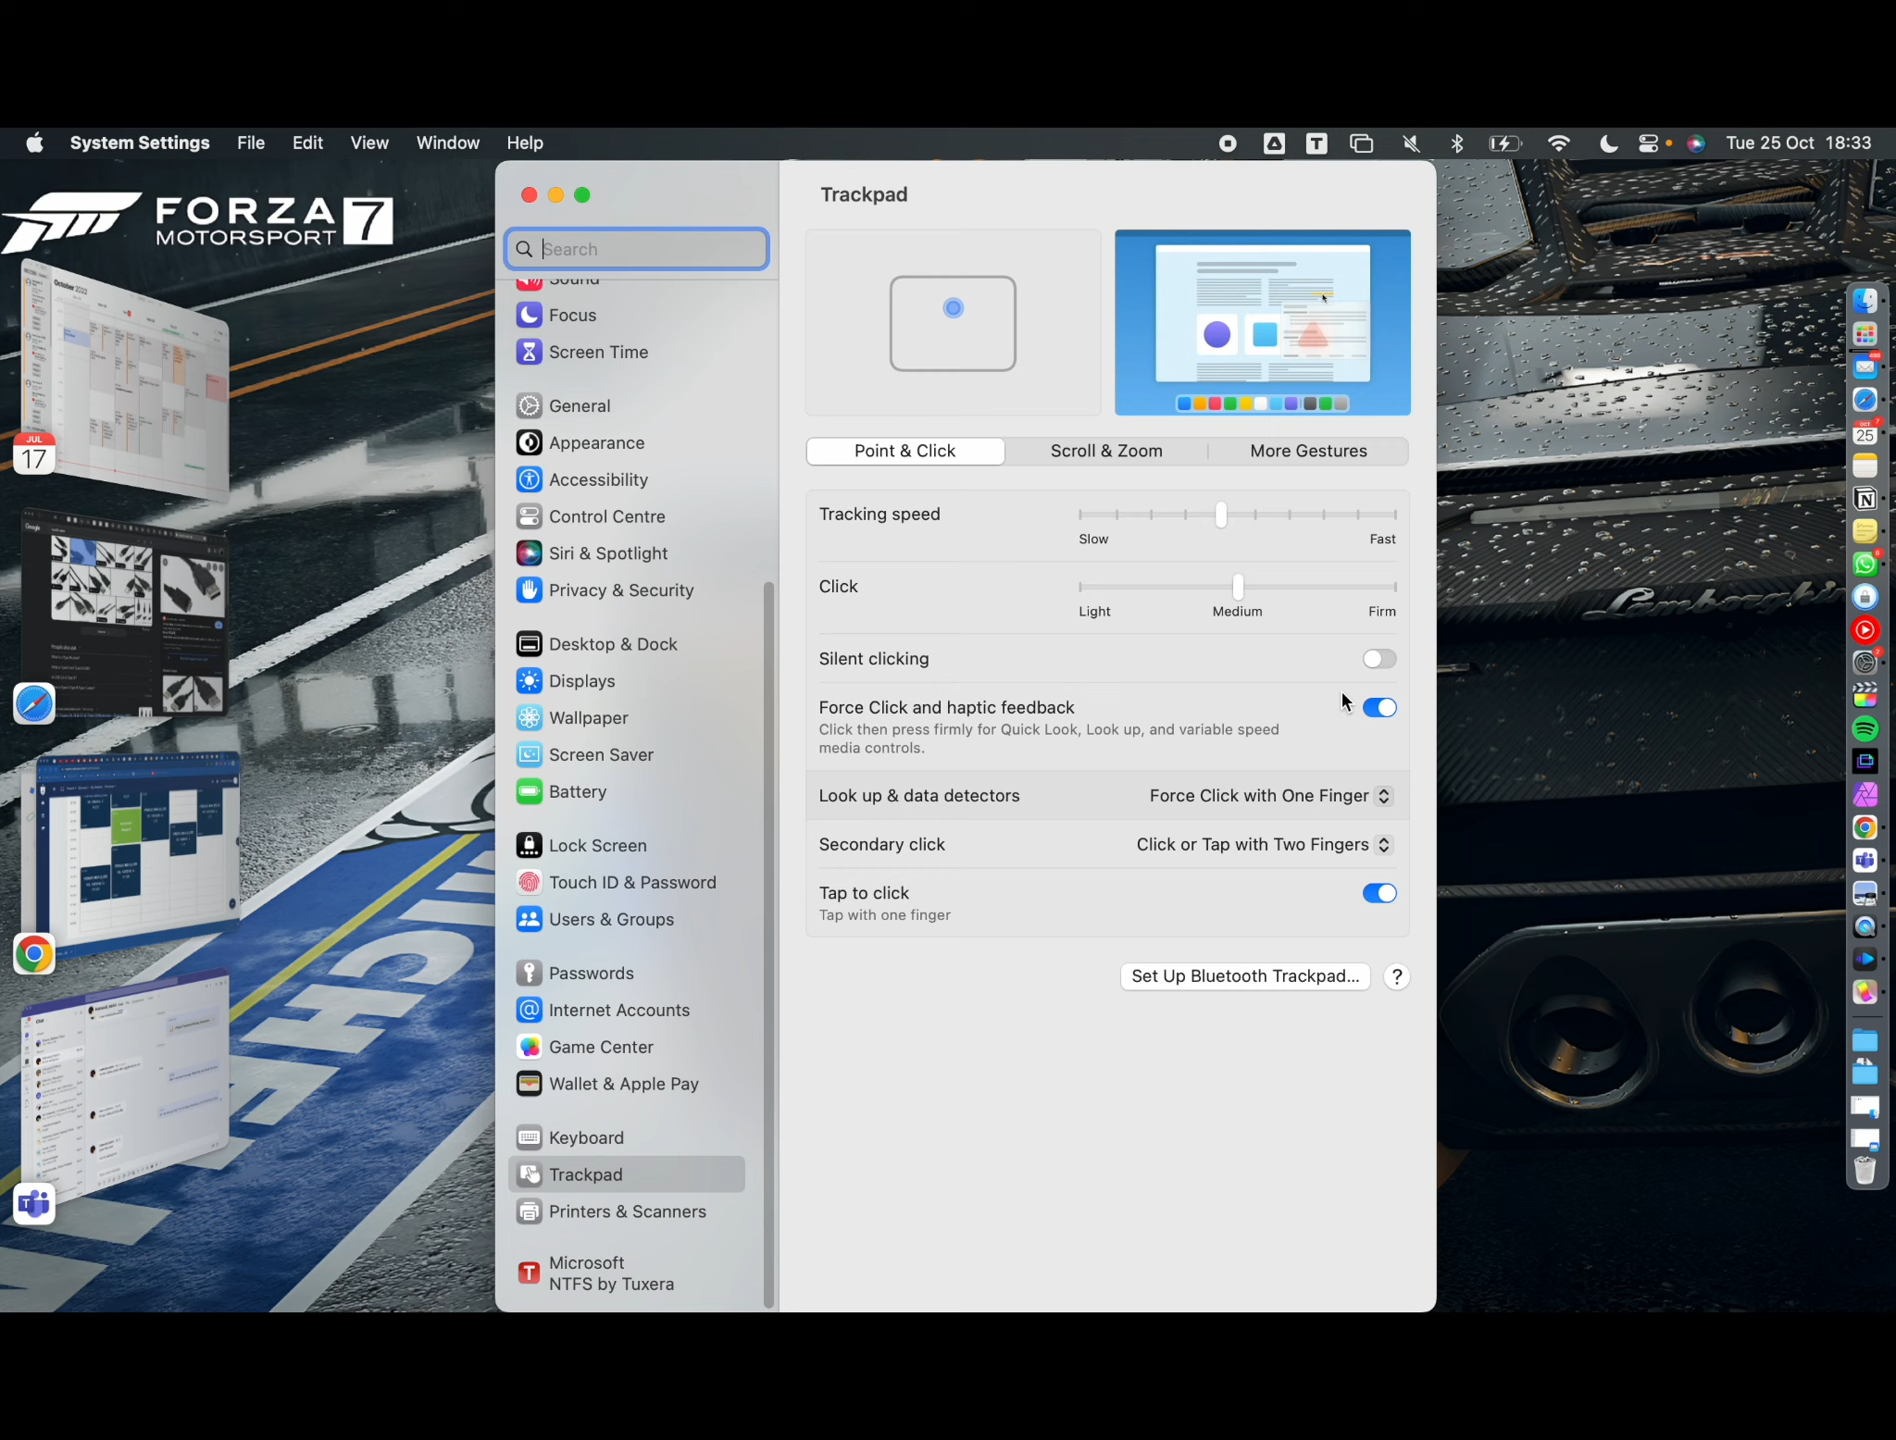 System Settings File Edit View Window Help Tue 25 Oct 18:33
FORZA
MOTORSPORT 7
October 2022
JUL
17
Google
Lamborghini
MICHE
Search
Sound
Focus
Screen Time
General
Appearance
Accessibility
Control Centre
Siri & Spotlight
Privacy & Security
Desktop & Dock
Displays
Wallpaper
Screen Saver
Battery
Lock Screen
Touch ID & Password
Users & Groups
Passwords
Internet Accounts
Game Center
Wallet & Apple Pay
Keyboard
Trackpad
Printers & Scanners
Microsoft
NTFS by Tuxera
Trackpad
Point & Click Scroll & Zoom More Gestures
Tracking speed
Slow Fast
Click
Light Medium Firm
Silent clicking
Force Click and haptic feedback
Click then press firmly for Quick Look, Look up, and variable speed
media controls.
Look up & data detectors Force Click with One Finger
Secondary click Click or Tap with Two Fingers
Tap to click
Tap with one finger
Set Up Bluetooth Trackpad... ?
25